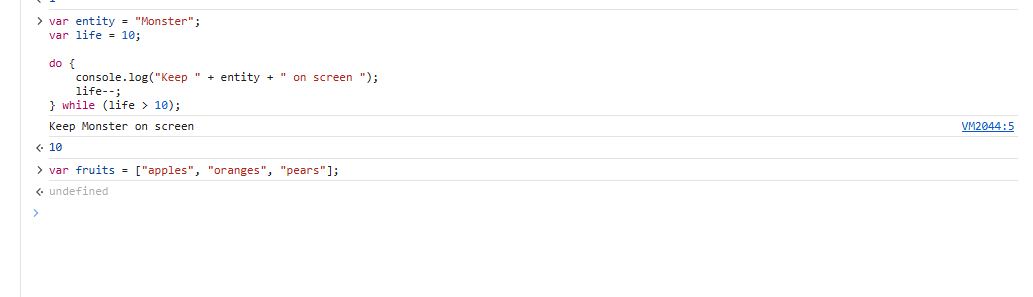 > var entity = "Monster";
var life = 10;
do {
console.log("Keep " + entity + " on screen ");
life--;
} while (life > 10);
Keep Monster on screen VM2044:5
10
> var fruits = ["apples", "oranges", "pears"];
undefined
>